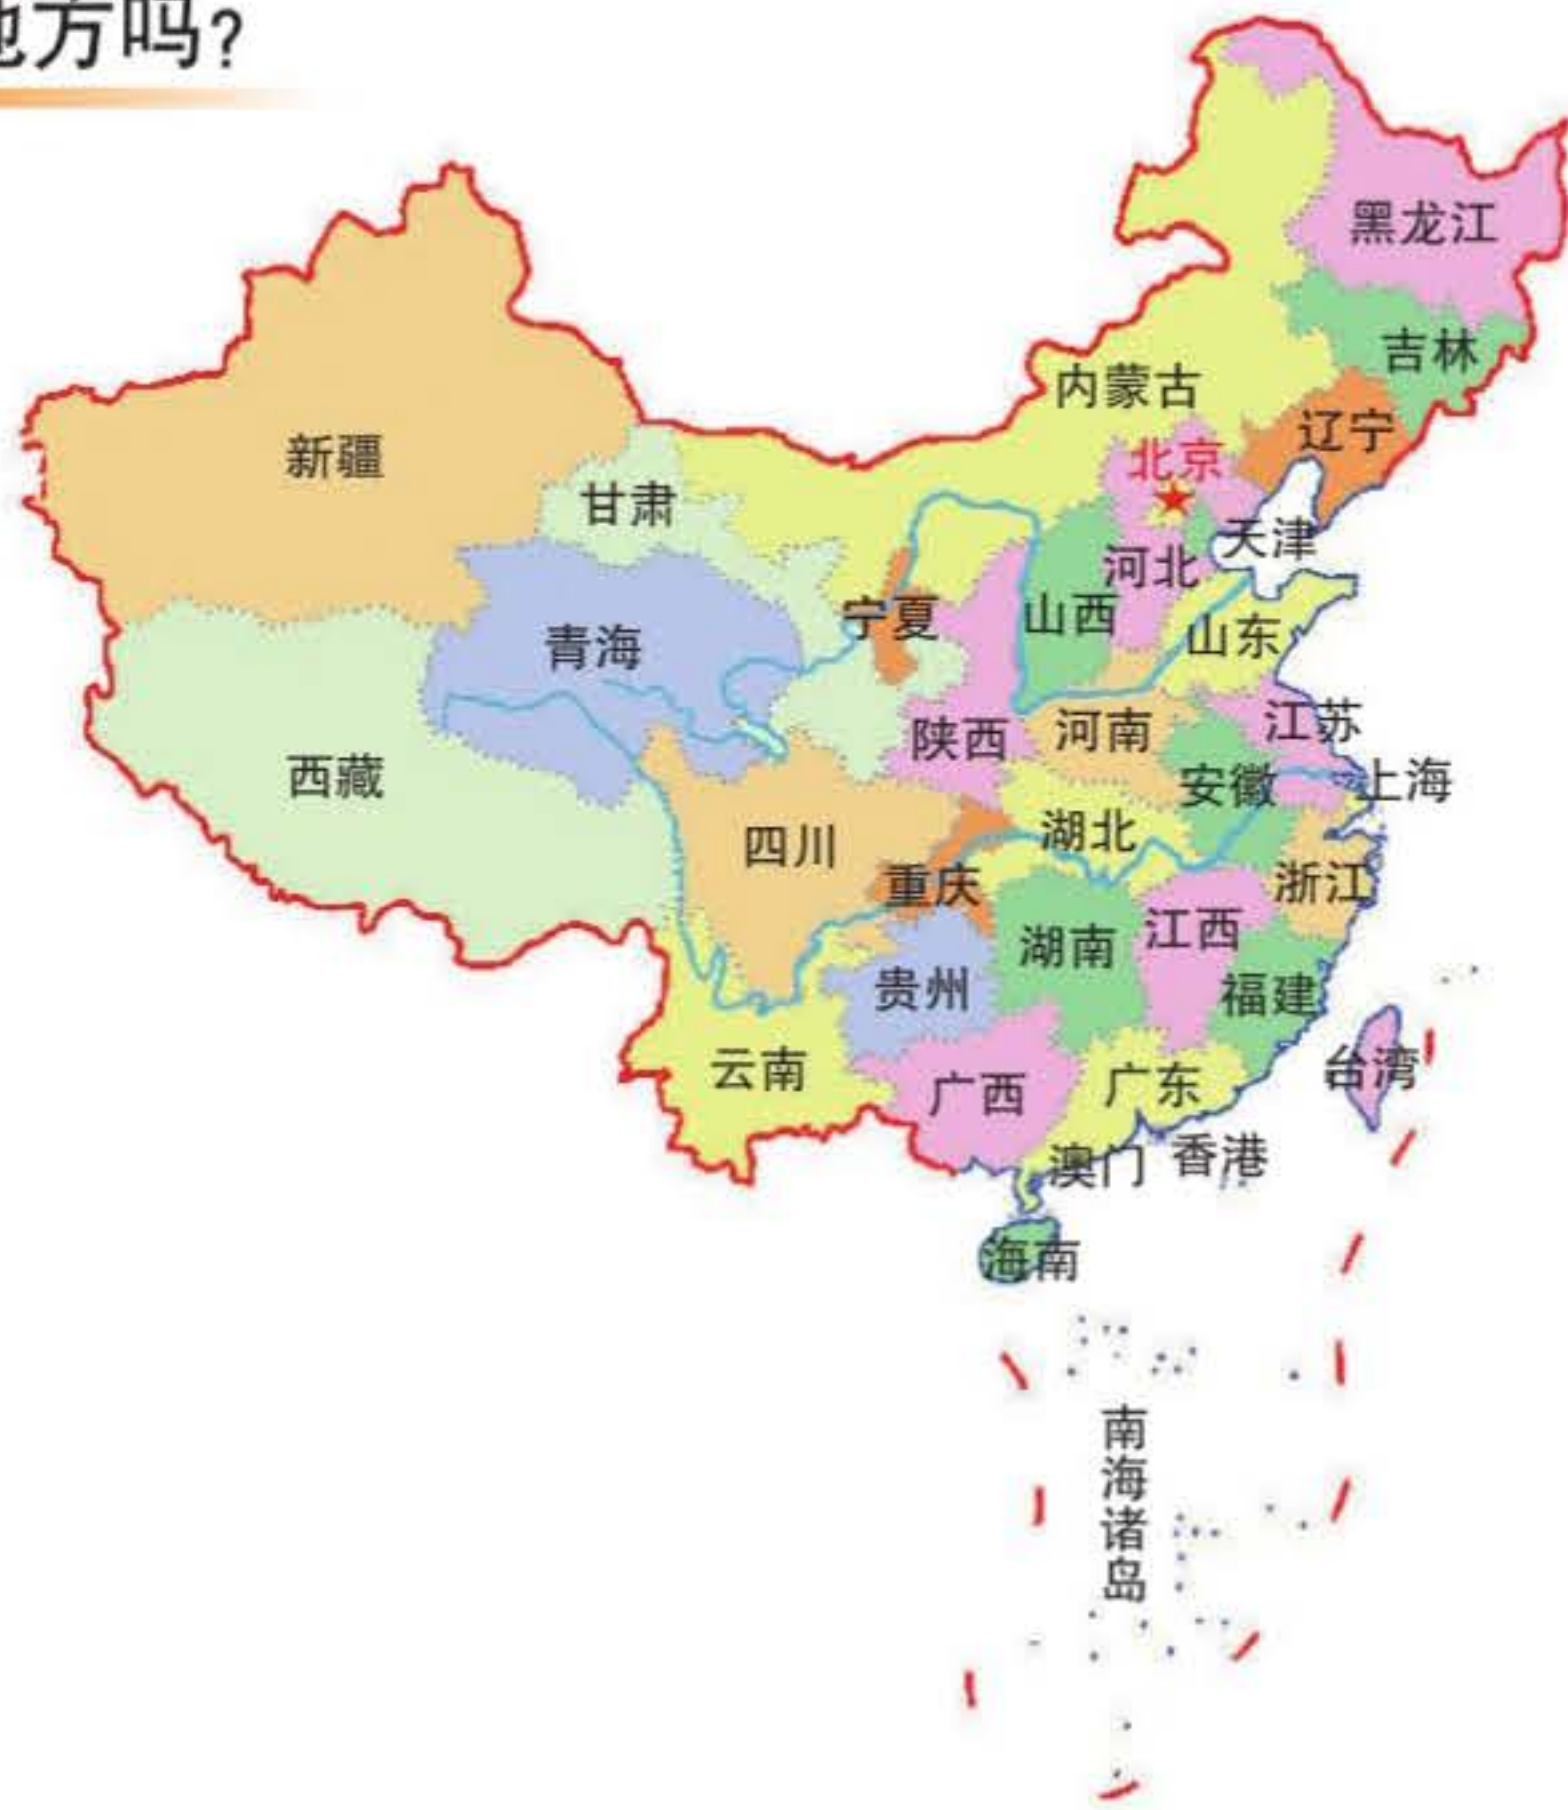 地方吗?
黑龙江
吉林
内蒙古
辽宁
北京
新疆
甘肃
天津
河北
宁夏
山西
山东
青海
陕西
河南
江苏
西藏
安徽
上海
四川
湖北
重庆
浙江
湖南
江西
贵州
福建
云南
广西
广东
台湾
澳门
香港
海南
南海诸岛